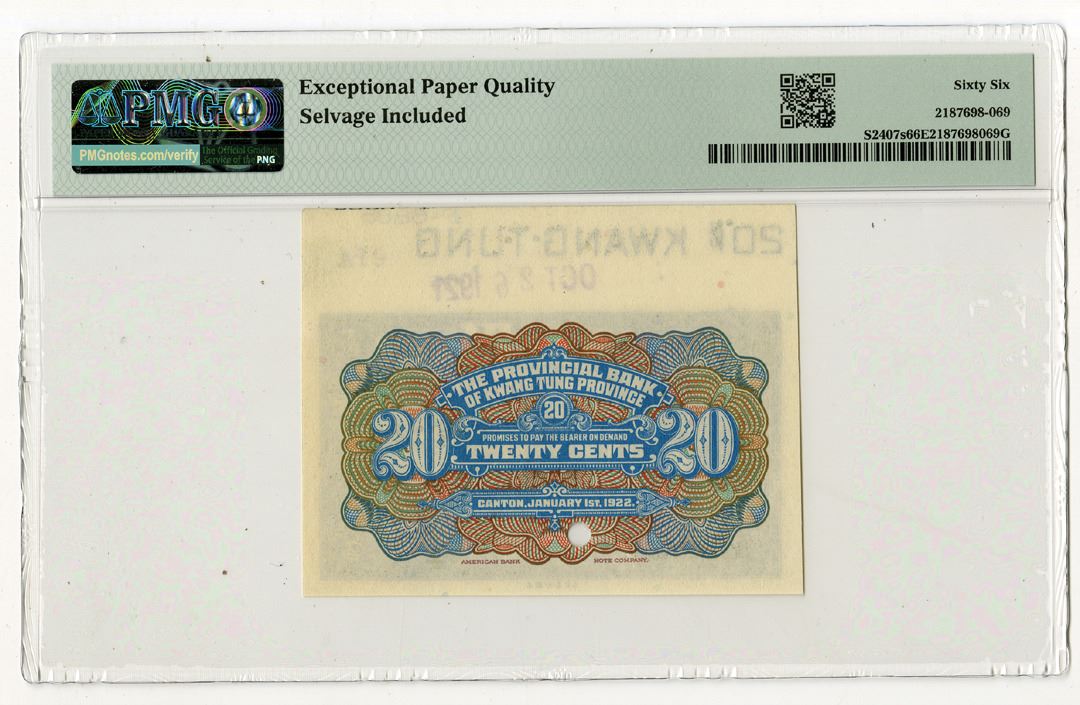 PMG
PMGnotes.com/verify
The Official Grading
Service of the PNG
Exceptional Paper Quality
Selvage Included
Sixty Six
2187698-069
S2407s66E2187698069G
20¢ KWANG-TUNG
OCT 26 1921
THE PROVINCIAL BANK
OF KWANG TUNG PROVINCE
20
20
20
PROMISES TO PAY THE BEARER ON DEMAND
TWENTY CENTS
CANTON, JANUARY 1ST, 1922.
AMERICAN BANK NOTE COMPANY.